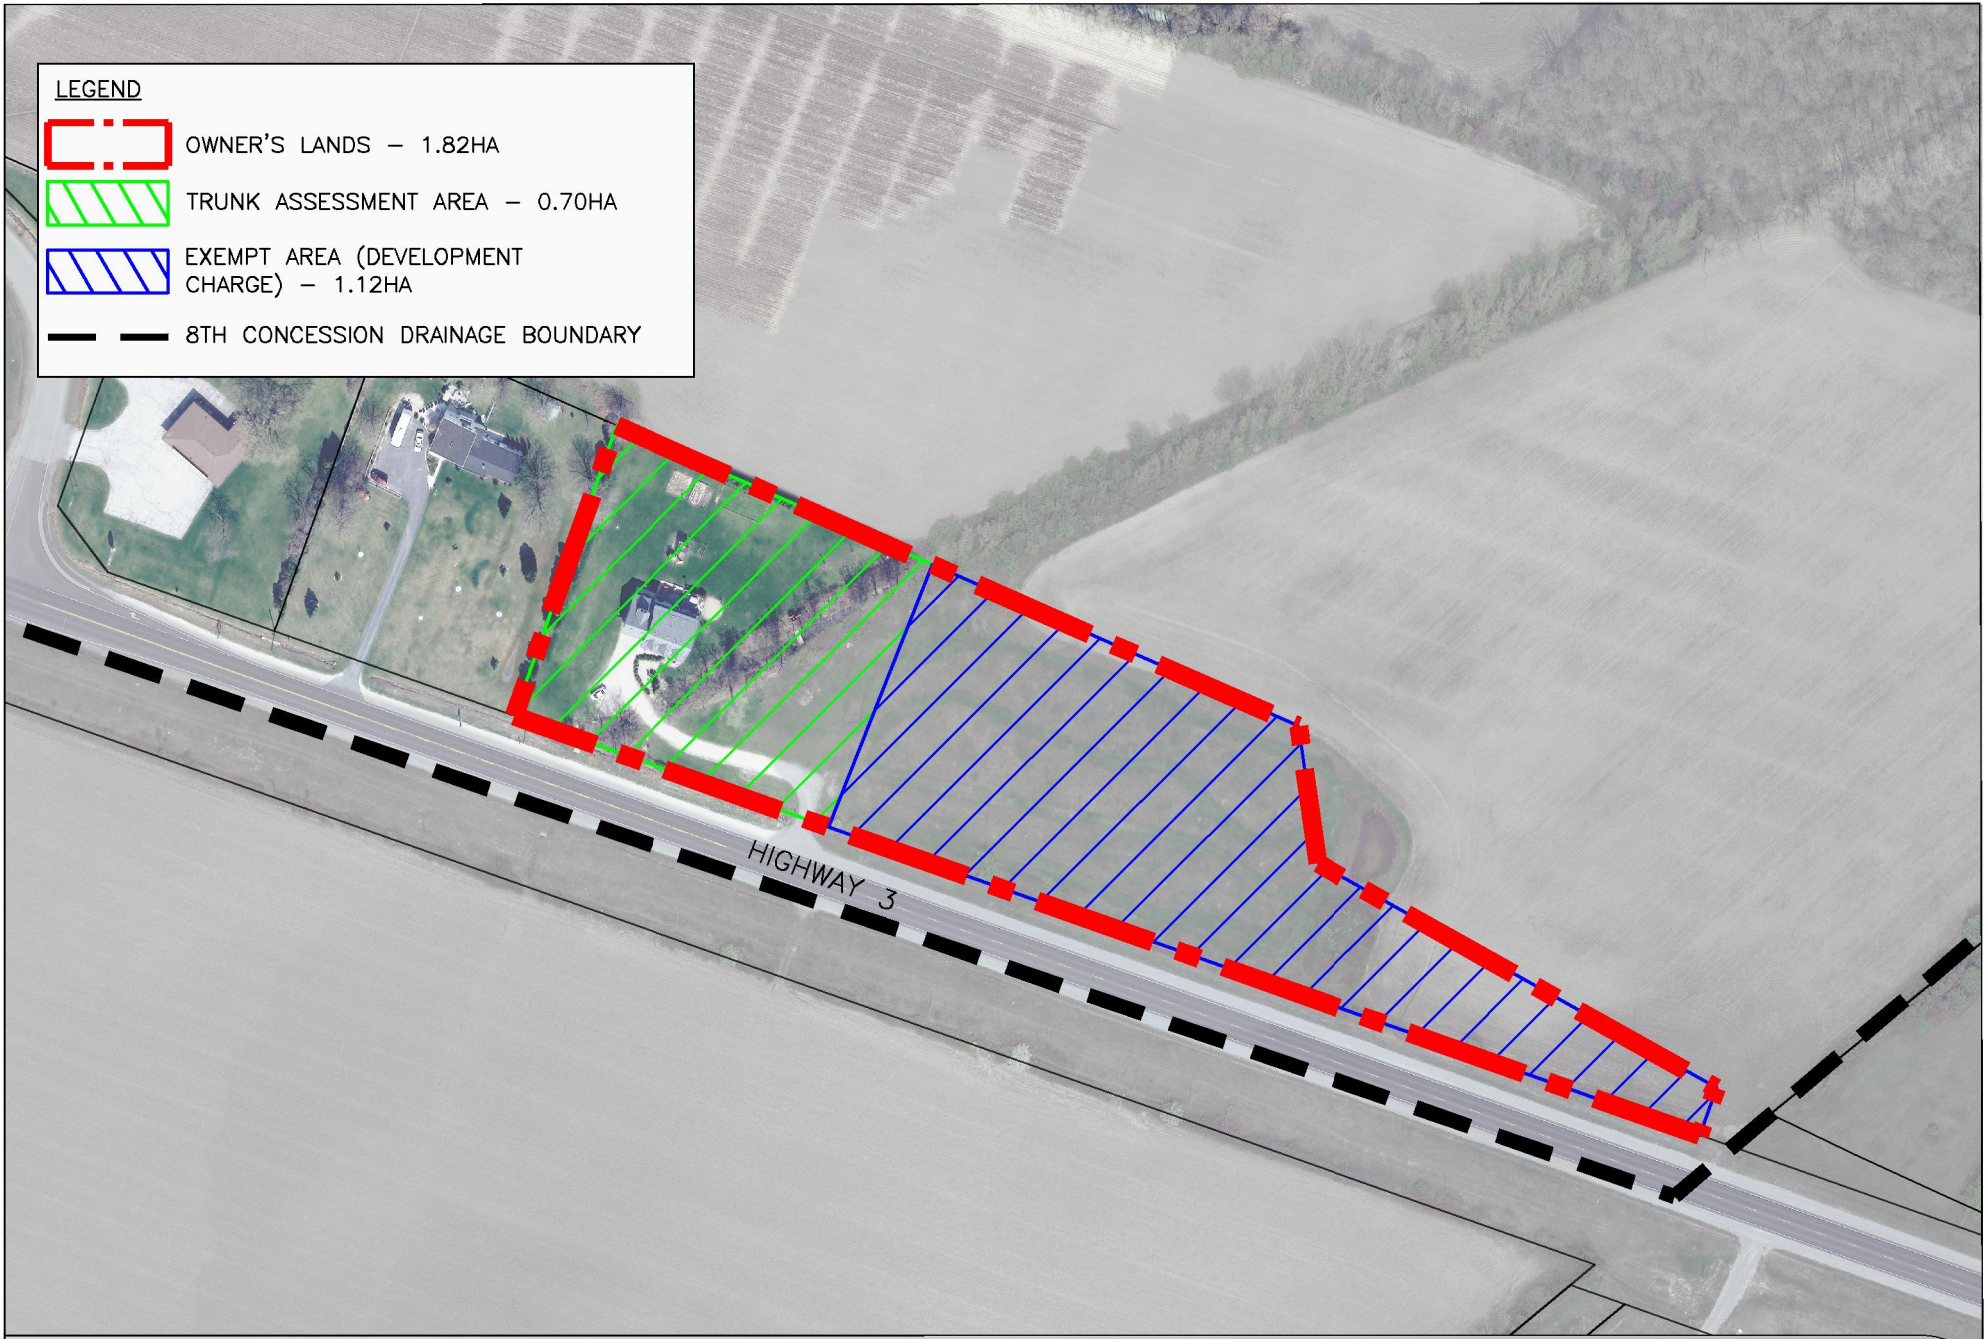 LEGEND
OWNER'S LANDS – 1.82HA
TRUNK ASSESSMENT AREA – 0.70HA
EXEMPT AREA (DEVELOPMENT
CHARGE) – 1.12HA
8TH CONCESSION DRAINAGE BOUNDARY
HIGHWAY 3